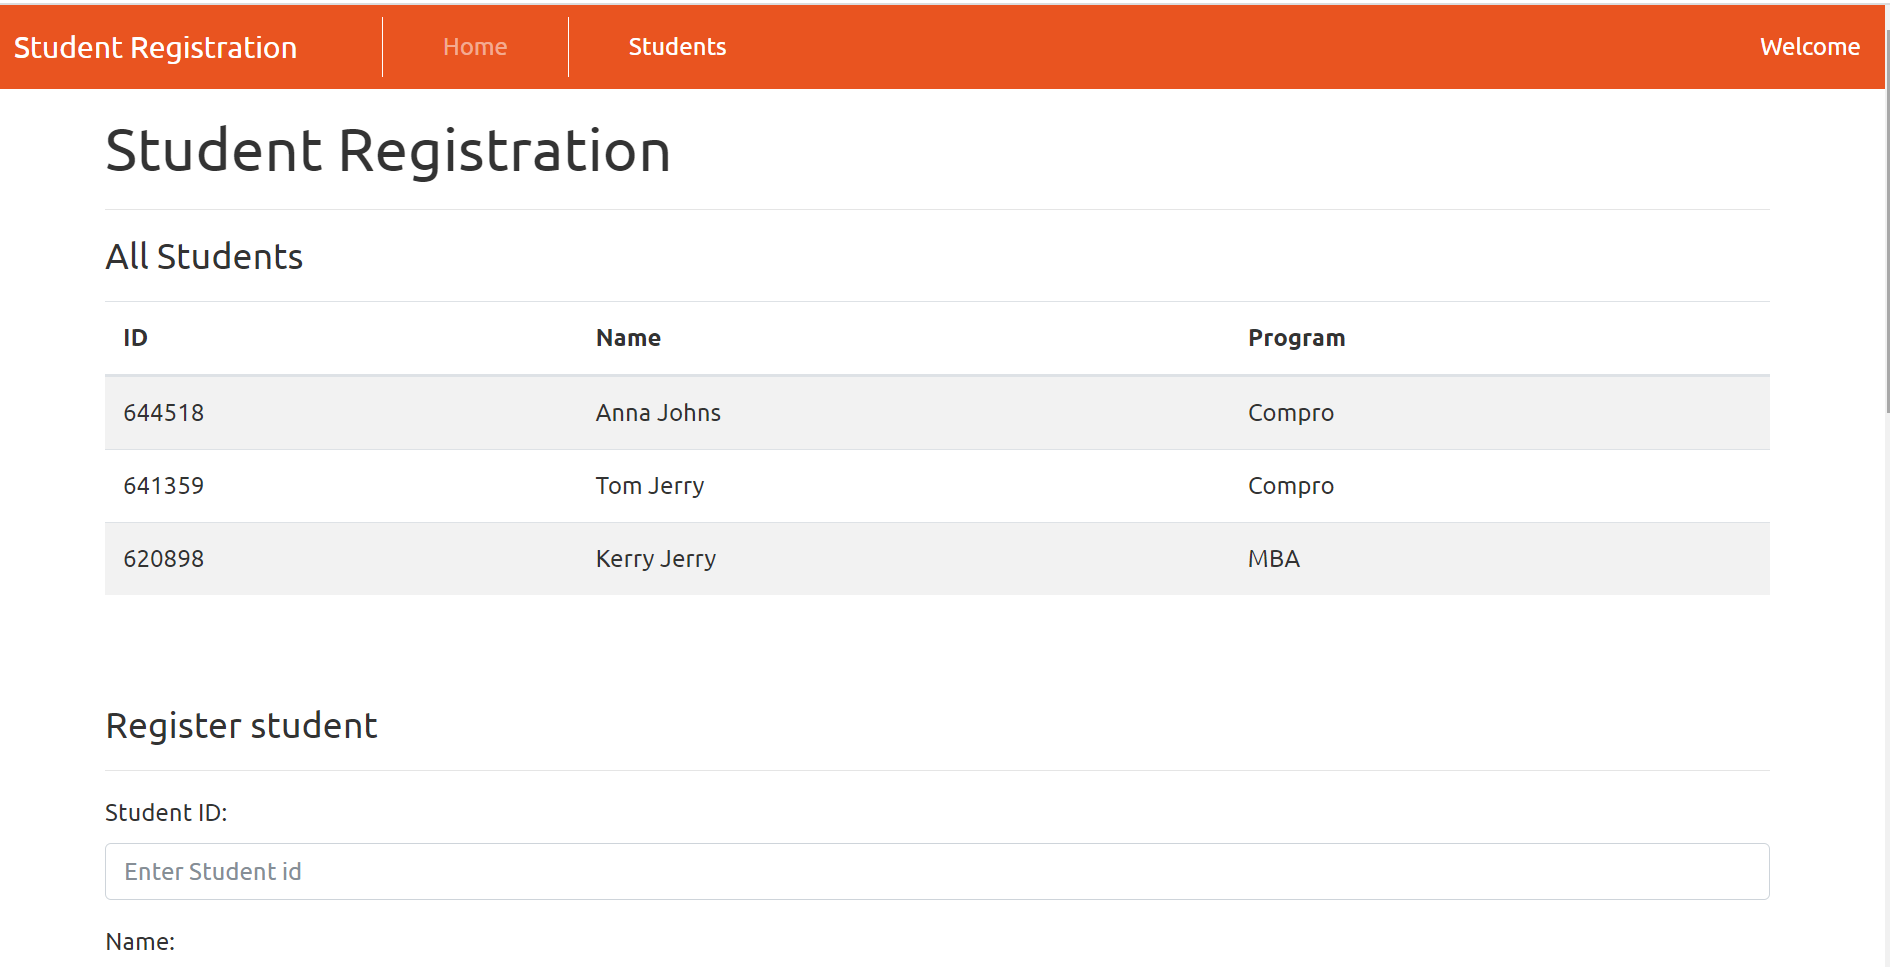 Student Registration Home Students Welcome
Student Registration
All Students
ID Name Program
644518 Anna Johns Compro
641359 Tom Jerry Compro
620898 Kerry Jerry MBA
Register student
Student ID:
Enter Student id
Name: